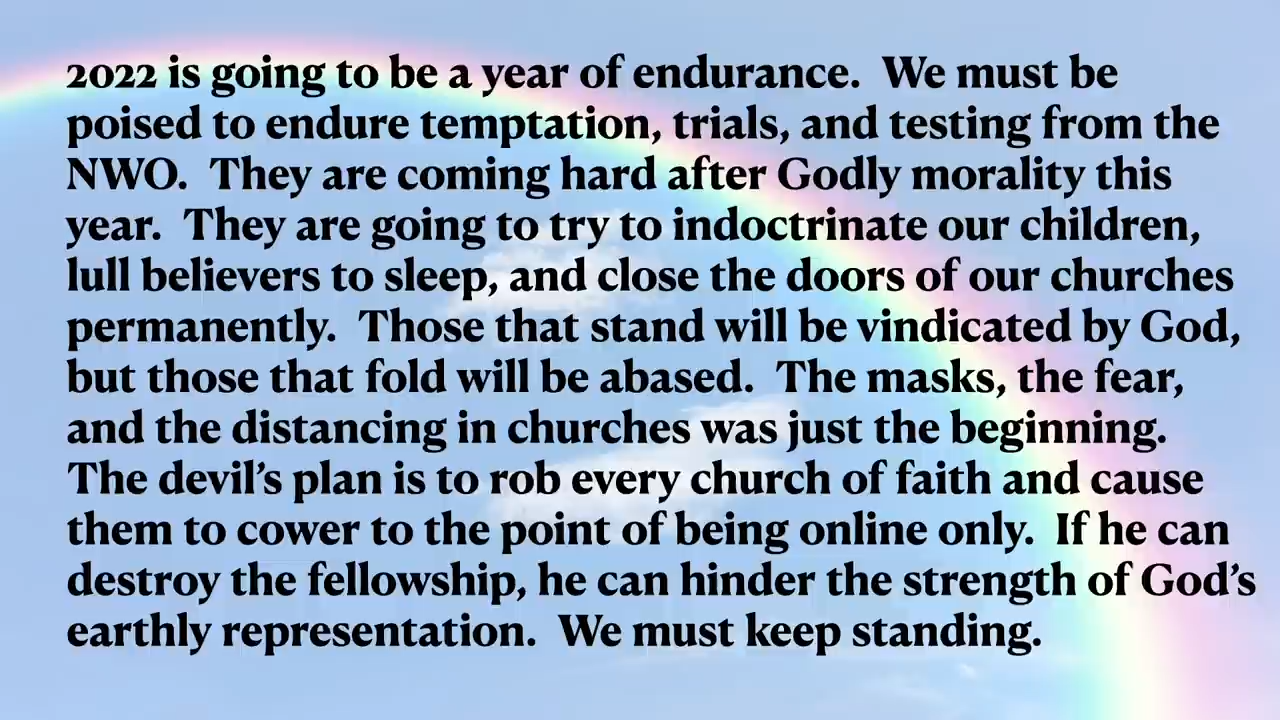 2022 is going to be a year of endurance.  We must be
poised to endure temptation, trials, and testing from the
NWO.  They are coming hard after Godly morality this
year.  They are going to try to indoctrinate our children,
lull believers to sleep, and close the doors of our churches
permanently.  Those that stand will be vindicated by God,
but those that fold will be abased.  The masks, the fear,
and the distancing in churches was just the beginning.
The devil’s plan is to rob every church of faith and cause
them to cower to the point of being online only.  If he can
destroy the fellowship, he can hinder the strength of God’s
earthly representation.  We must keep standing.